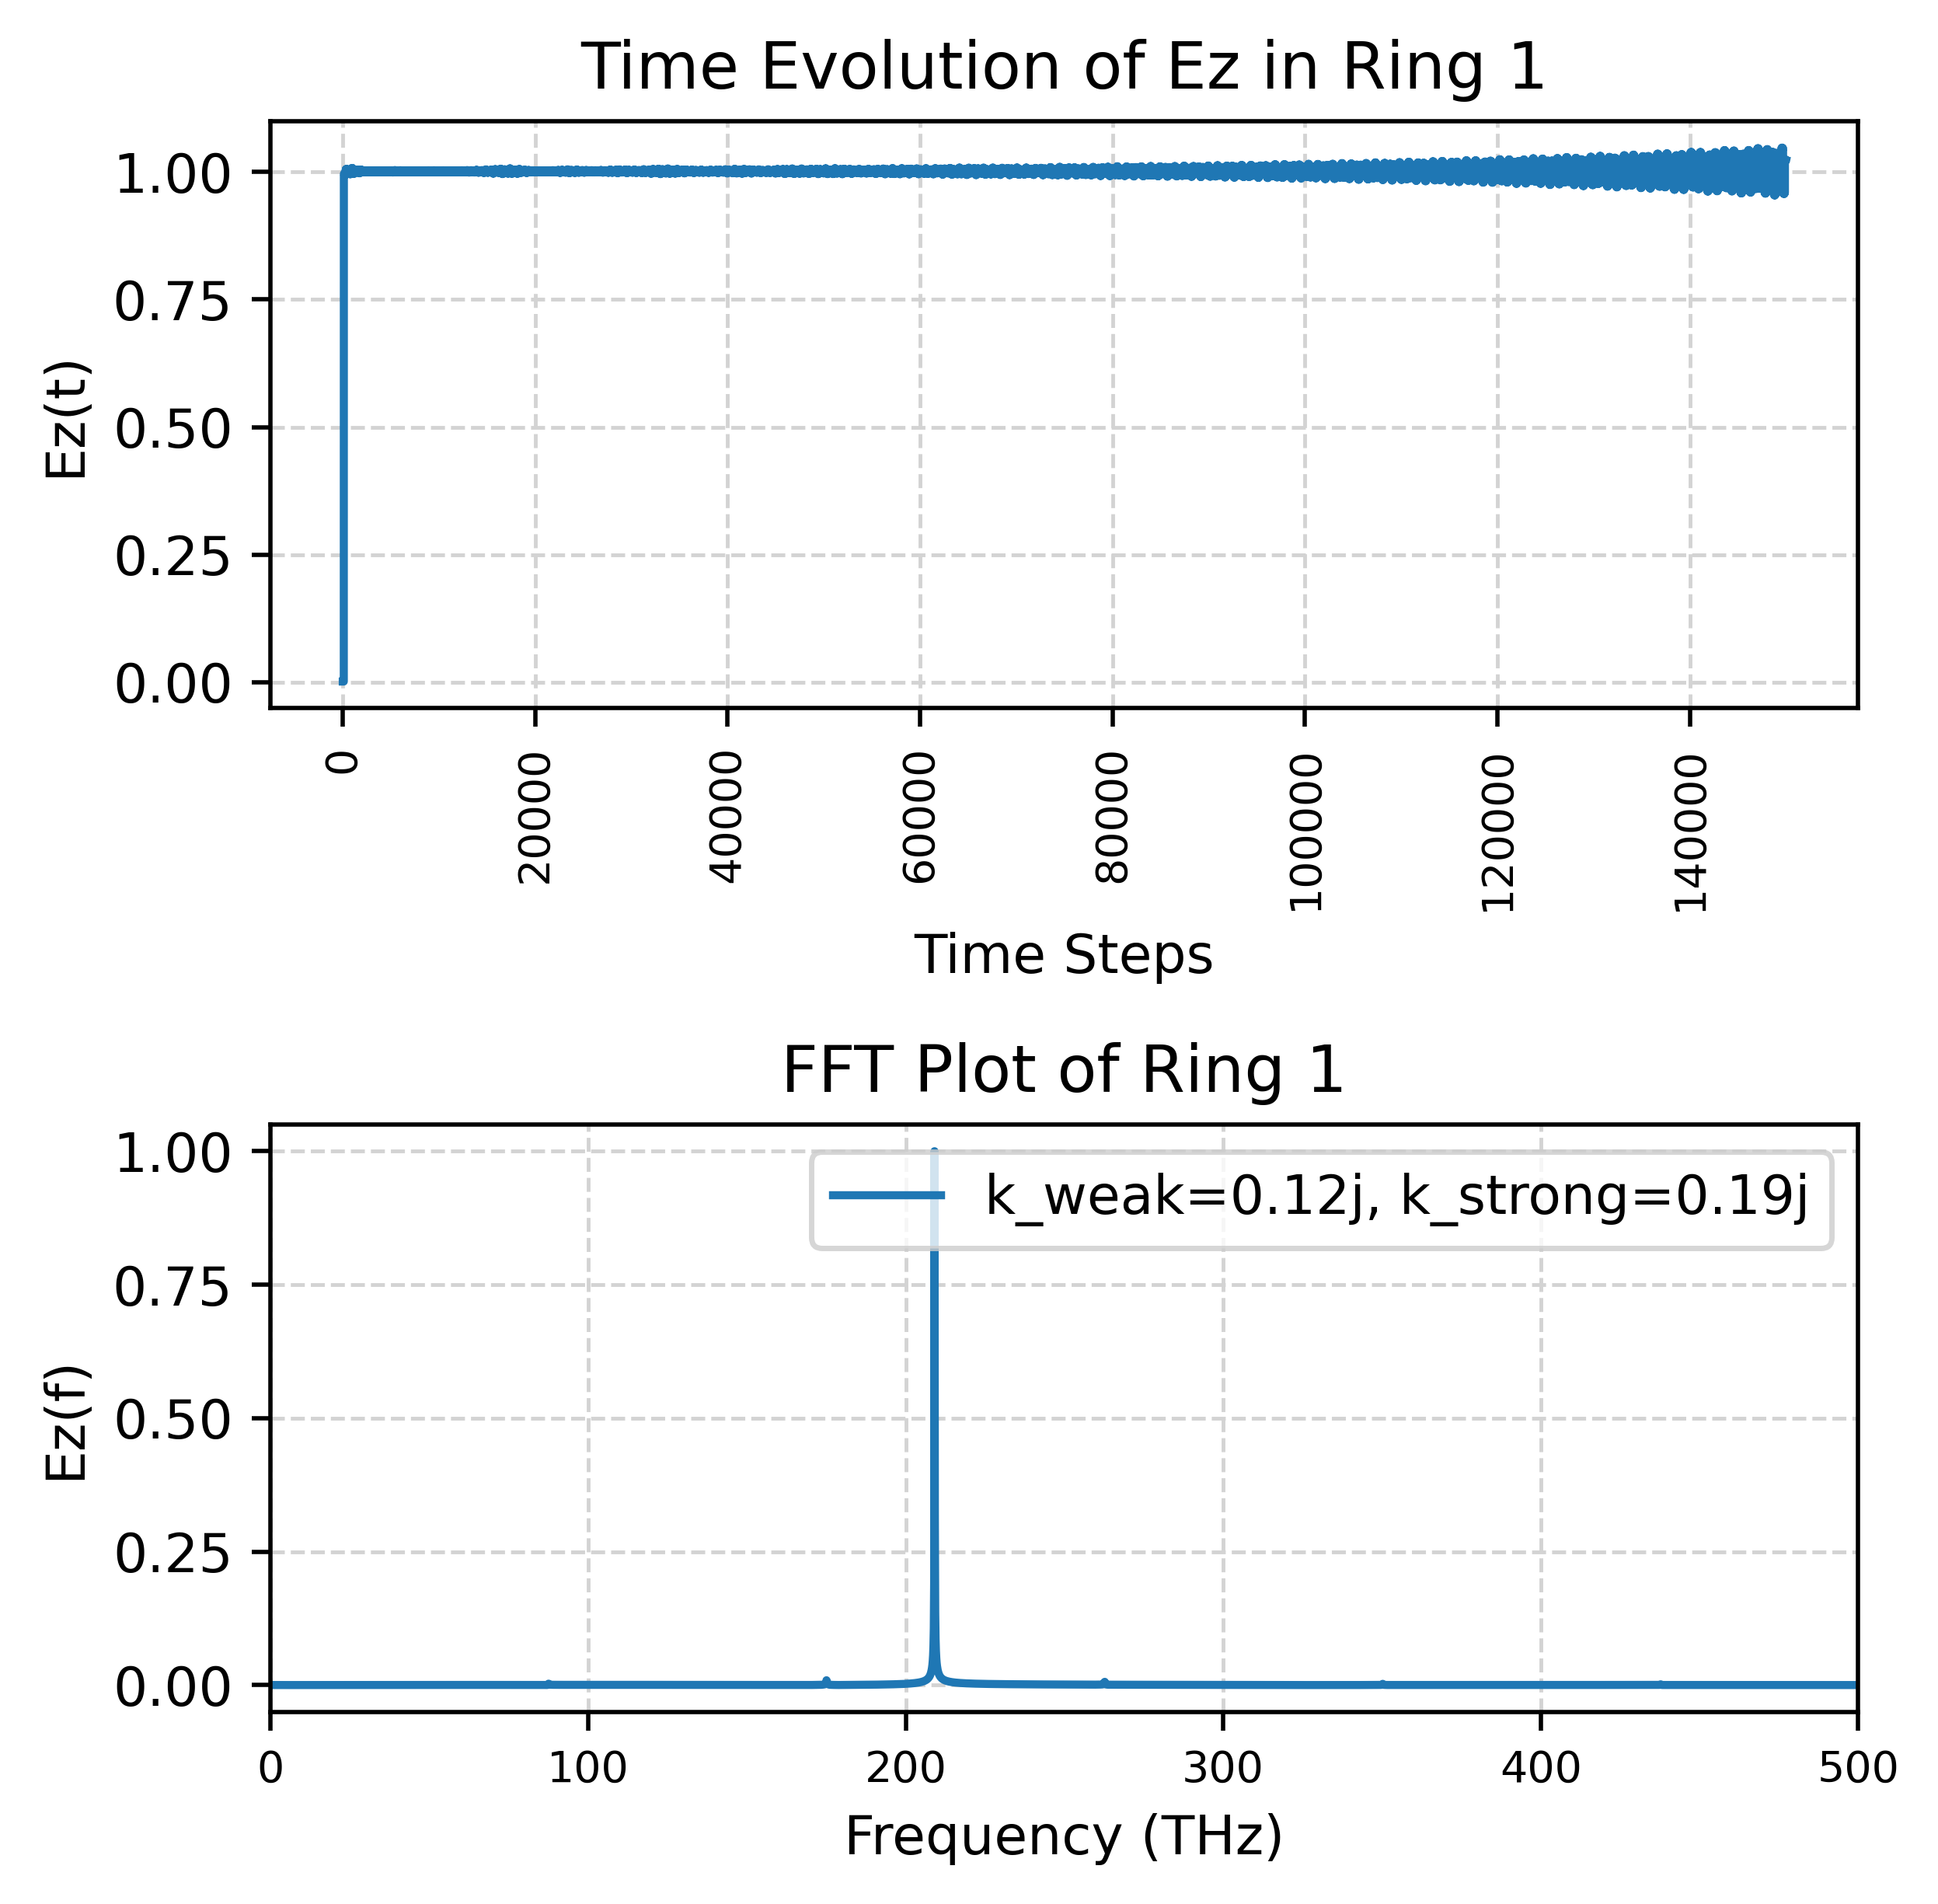 Time Evolution of Ez in Ring 1
Ez(t)
1.00
0.75
0.50
0.25
0.00
0
20000
40000
60000
80000
100000
120000
140000
Time Steps
FFT Plot of Ring 1
Ez(f)
1.00
0.75
0.50
0.25
0.00
k_weak=0.12j, k_strong=0.19j
0 100 200 300 400 500
Frequency (THz)